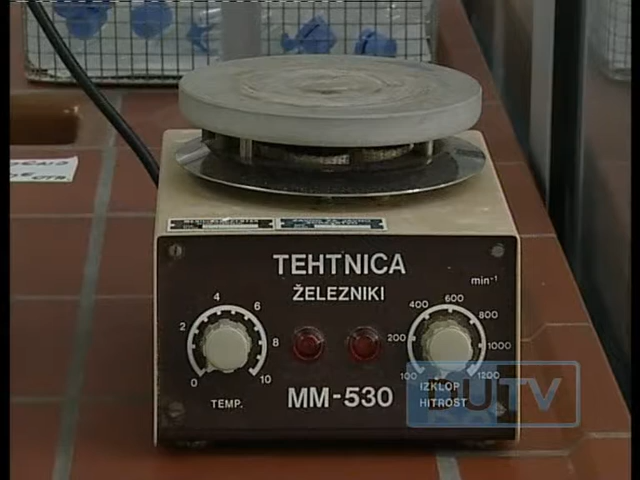 TEHTNICA
ŽELEZNIKI
min⁻¹
0 2 4 6 8 10
TEMP.
MM-530
100 200 400 600 800 1000 1200
IZKLOP
HITROST
DUTV